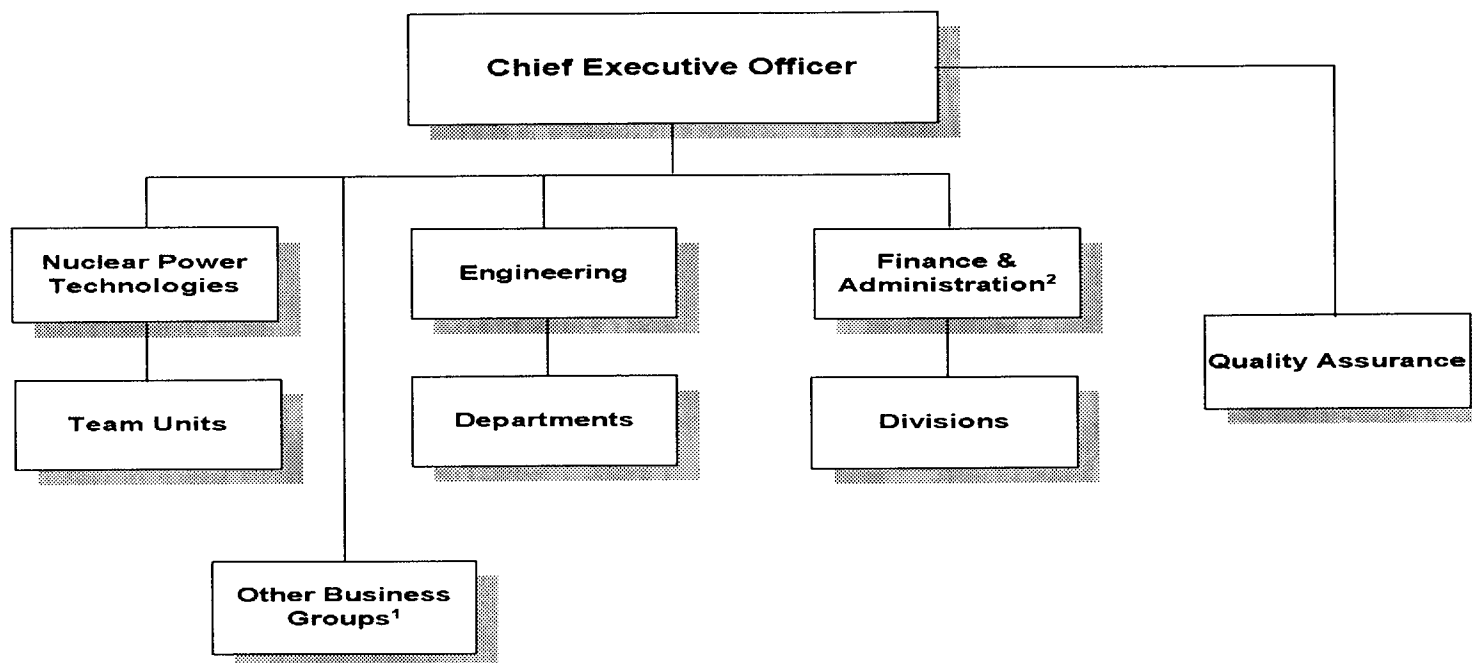 Chief Executive Officer
Nuclear Power
Technologies
Engineering
Finance &
Administration²
Quality Assurance
Team Units
Departments
Divisions
Other Business
Groups¹